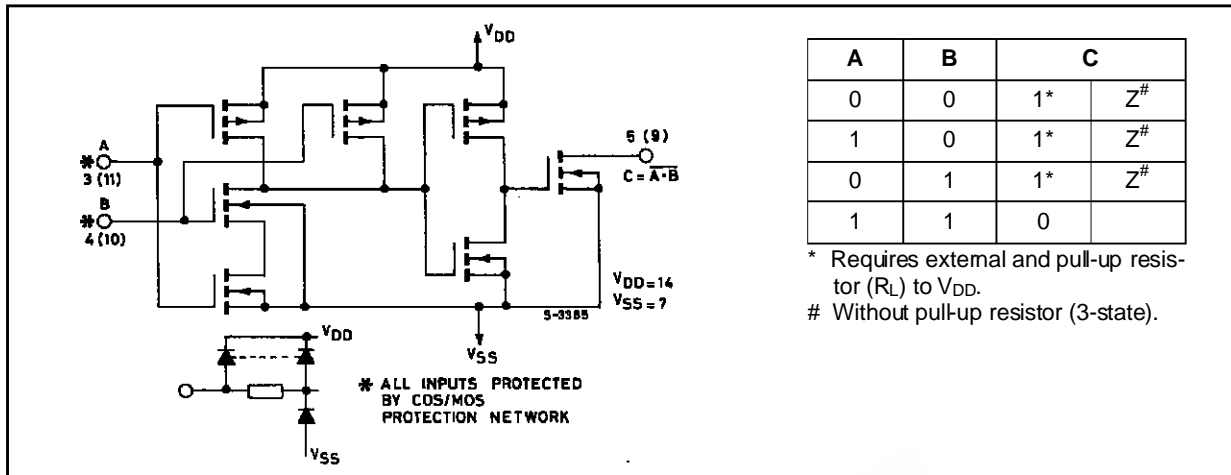 VDD
A
* 3 (11)
B
* 4 (10)
5 (9)
C = A·B
VDD=14
VSS=7
S-3385
VSS
VDD
* ALL INPUTS PROTECTED
BY COS/MOS
PROTECTION NETWORK
VSS
A B C
0 0 1* Z#
1 0 1* Z#
0 1 1* Z#
1 1 0
* Requires external and pull-up resis-
tor (RL) to VDD.
# Without pull-up resistor (3-state).